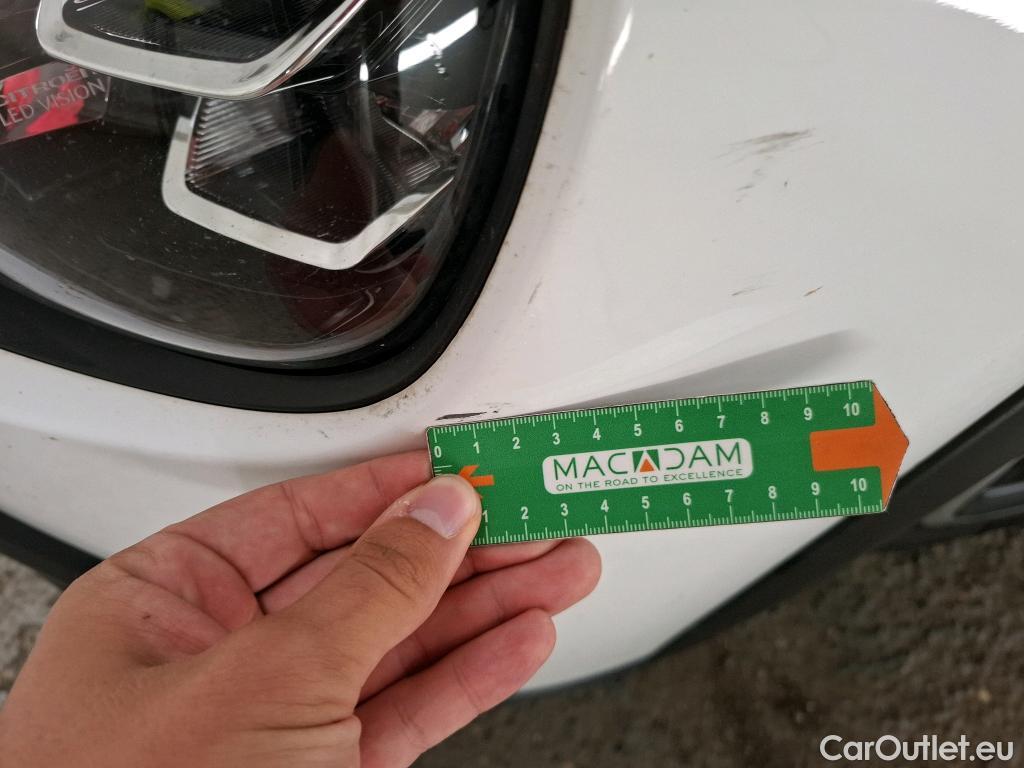 CITROËN
LED VISION
0 1 2 3 4 5 6 7 8 9 10
MACADAM
ON THE ROAD TO EXCELLENCE
1 2 3 4 5 6 7 8 9 10
CarOutlet.eu